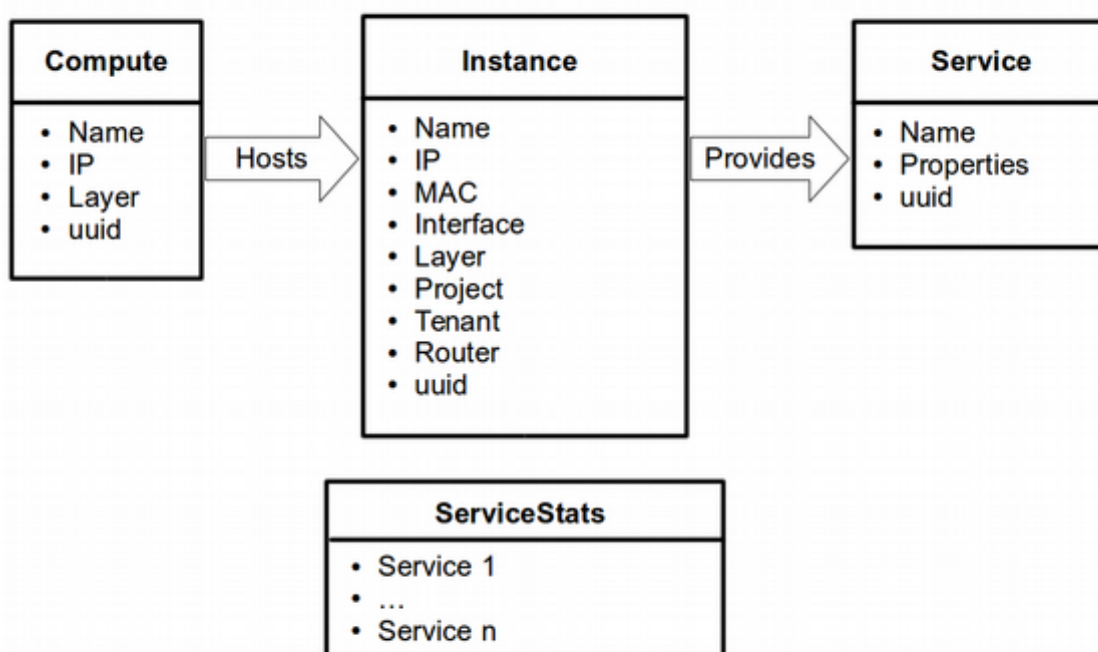 Compute
• Name
• IP
• Layer
• uuid
Hosts
Instance
• Name
• IP
• MAC
• Interface
• Layer
• Project
• Tenant
• Router
• uuid
Provides
Service
• Name
• Properties
• uuid
ServiceStats
• Service 1
• ...
• Service n